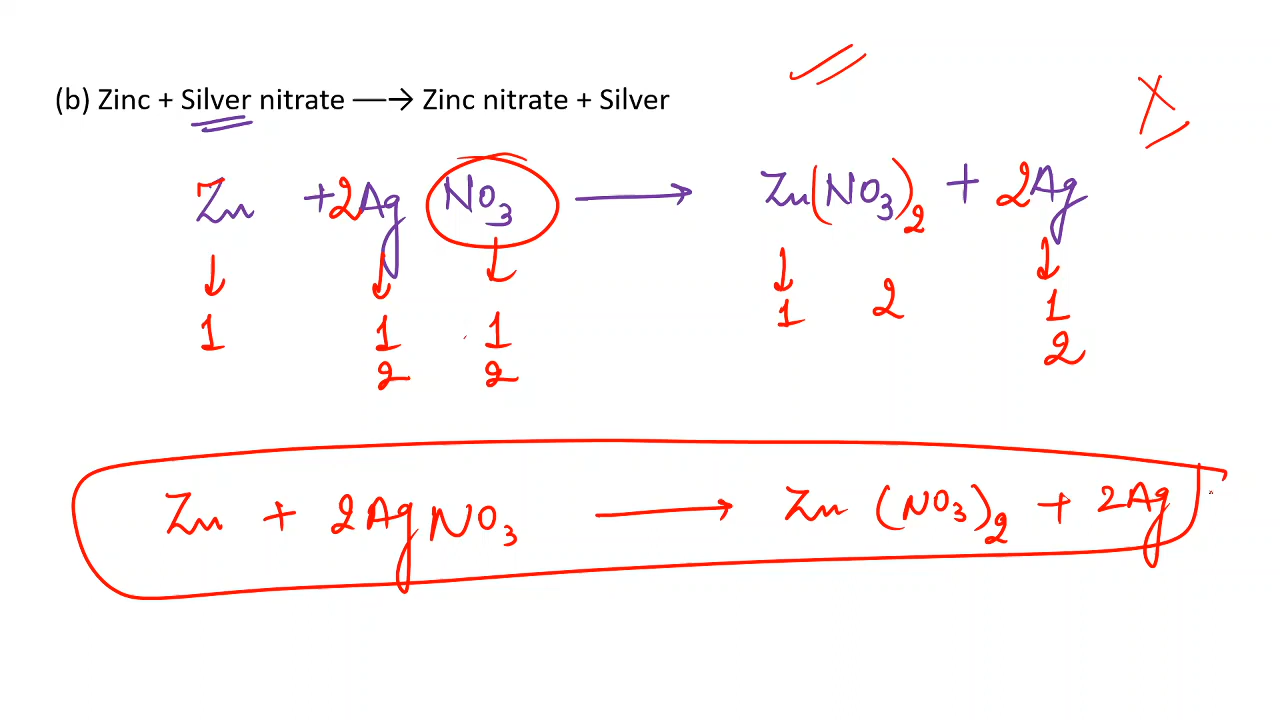 (b) Zinc + Silver nitrate —→ Zinc nitrate + Silver
Zn + 2Ag NO3 → Zn(NO3)2 + 2Ag
1 1 1 1 2 1
2 2 2
Zn + 2AgNO3 → Zn (NO3)2 + 2Ag